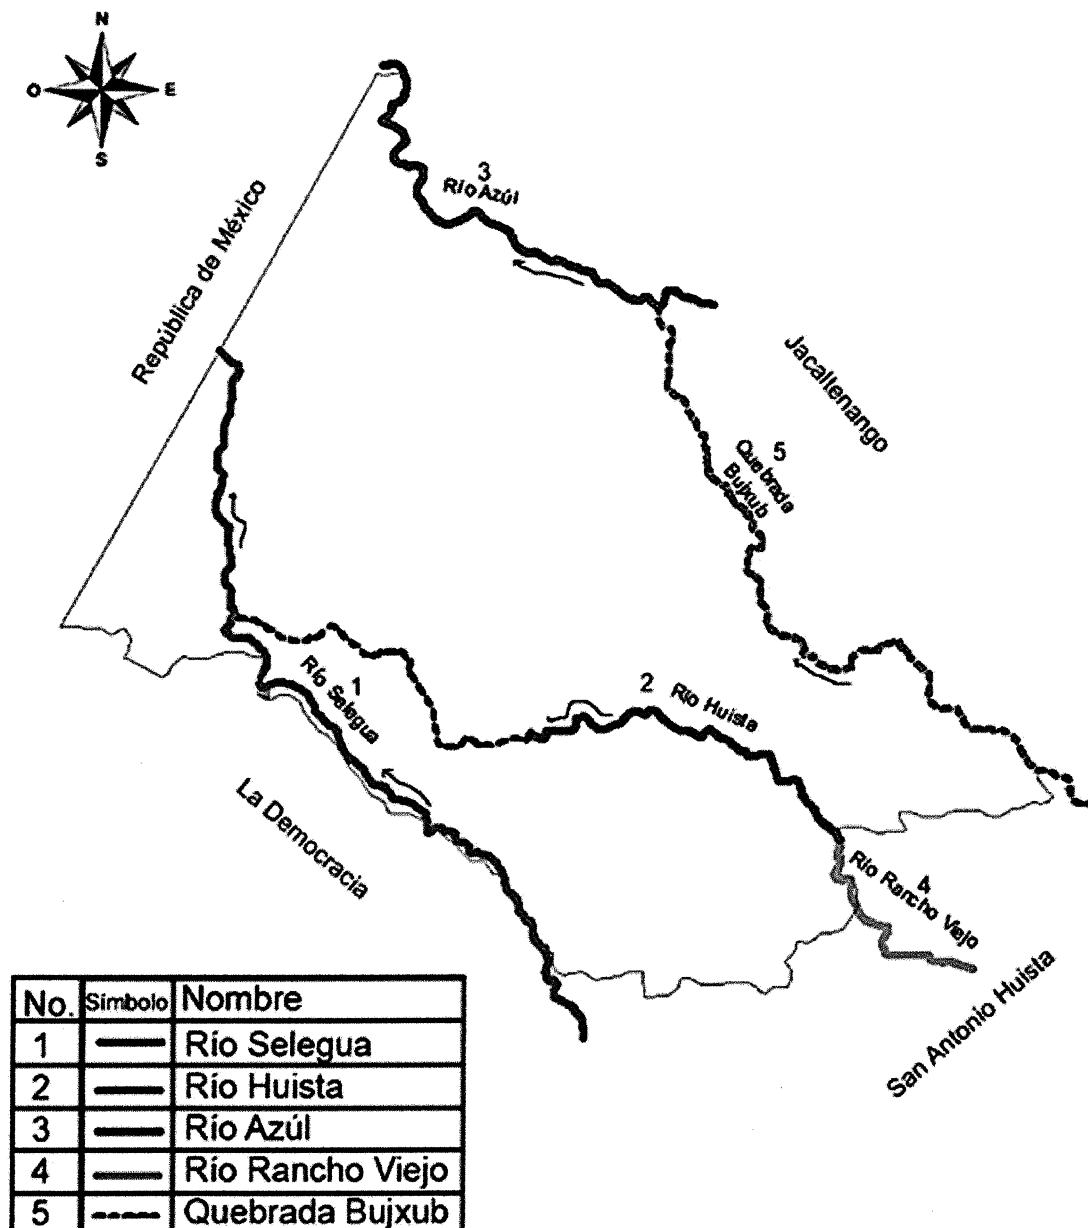 N
O
E
S
3
Río Azúl
República de México
Jacaltenango
5
Quebrada
Bujxub
Río Selegua
1
2
Río Huista
La Democracia
Río Rancho Viejo
4
San Antonio Huista
No. Símbolo Nombre
1 Río Selegua
2 Río Huista
3 Río Azúl
4 Río Rancho Viejo
5 Quebrada Bujxub